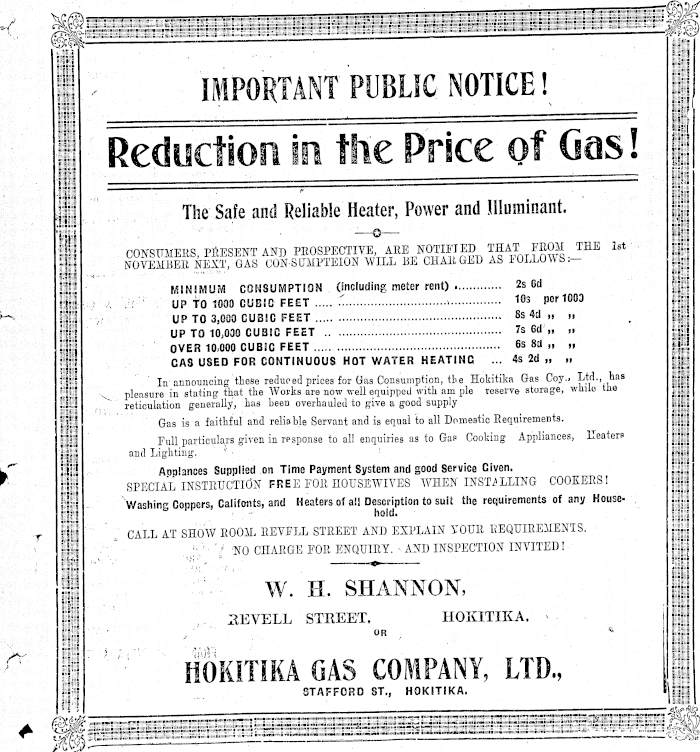 IMPORTANT PUBLIC NOTICE!
Reduction in the Price of Gas!
The Safe and Reliable Heater, Power and Illuminant.
CONSUMERS, PRESENT AND PROSPECTIVE, ARE NOTIFIED THAT FROM THE 1st
NOVEMBER NEXT, GAS CONSUMPTEION WILL BE CHARGED AS FOLLOWS:—
MINIMUM CONSUMPTION (including meter rent) ............ 2s 6d
UP TO 1000 CUBIC FEET ..... ........................................ 10s per 1000
UP TO 3,000 CUBIC FEET ..... ........................................ 8s 4d „ „
UP TO 10,000 CUBIC FEET .. ........................................ 7s 6d „ „
OVER 10.000 CUBIC FEET ..... ........................................ 6s 8d „ „
GAS USED FOR CONTINUOUS HOT WATER HEATING ... 4s 2d „ „
In announcing these reduced prices for Gas Consumption, the Hokitika Gas Coy., Ltd., has
pleasure in stating that the Works are now well equipped with am ple reserve storage, while the
reticulation generally, has been overhauled to give a good supply
Gas is a faithful and reliable Servant and is equal to all Domestic Requirements.
Full particulars given in response to all enquiries as to Gas Cooking Appliances, Heaters
and Lighting.
Appliances Supplied on Time Payment System and good Service Given.
SPECIAL INSTRUCTION FREE FOR HOUSEWIVES WHEN INSTALLING COOKERS!
Washing Coppers, Califonts, and Heaters of all Description to suit the requirements of any House-
hold.
CALL AT SHOW ROOM, REVELL STREET AND EXPLAIN YOUR REQUIREMENTS.
NO CHARGE FOR ENQUIRY. - AND INSPECTION INVITED!
W. H. SHANNON,
REVELL STREET, HOKITIKA.
OR
HOKITIKA GAS COMPANY, LTD.,
STAFFORD ST., HOKITIKA.